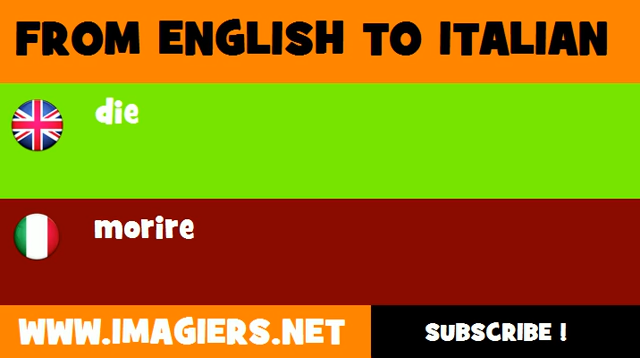 FROM ENGLISH TO ITALIAN
die
morire
WWW.IMAGIERS.NET
SUBSCRIBE !